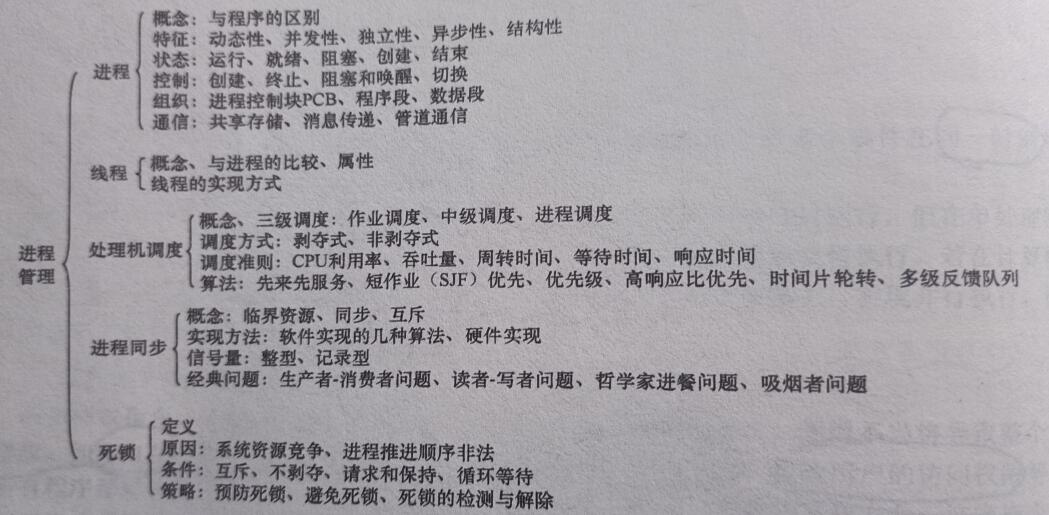 概念：与程序的区别
特征：动态性、并发性、独立性、异步性、结构性
状态：运行、就绪、阻塞、创建、结束
进程
控制：创建、终止、阻塞和唤醒、切换
组织：进程控制块PCB、程序段、数据段
通信：共享存储、消息传递、管道通信
概念、与进程的比较、属性
线程
线程的实现方式
概念、三级调度：作业调度、中级调度、进程调度
进程
管理
处理机调度
调度方式：剥夺式、非剥夺式
调度准则：CPU利用率、吞吐量、周转时间、等待时间、响应时间
算法：先来先服务、短作业（SJF）优先、优先级、高响应比优先、时间片轮转、多级反馈队列
概念：临界资源、同步、互斥
实现方法：软件实现的几种算法、硬件实现
进程同步
信号量：整型、记录型
经典问题：生产者-消费者问题、读者-写者问题、哲学家进餐问题、吸烟者问题
定义
死锁
原因：系统资源竞争、进程推进顺序非法
条件：互斥、不剥夺、请求和保持、循环等待
策略：预防死锁、避免死锁、死锁的检测与解除